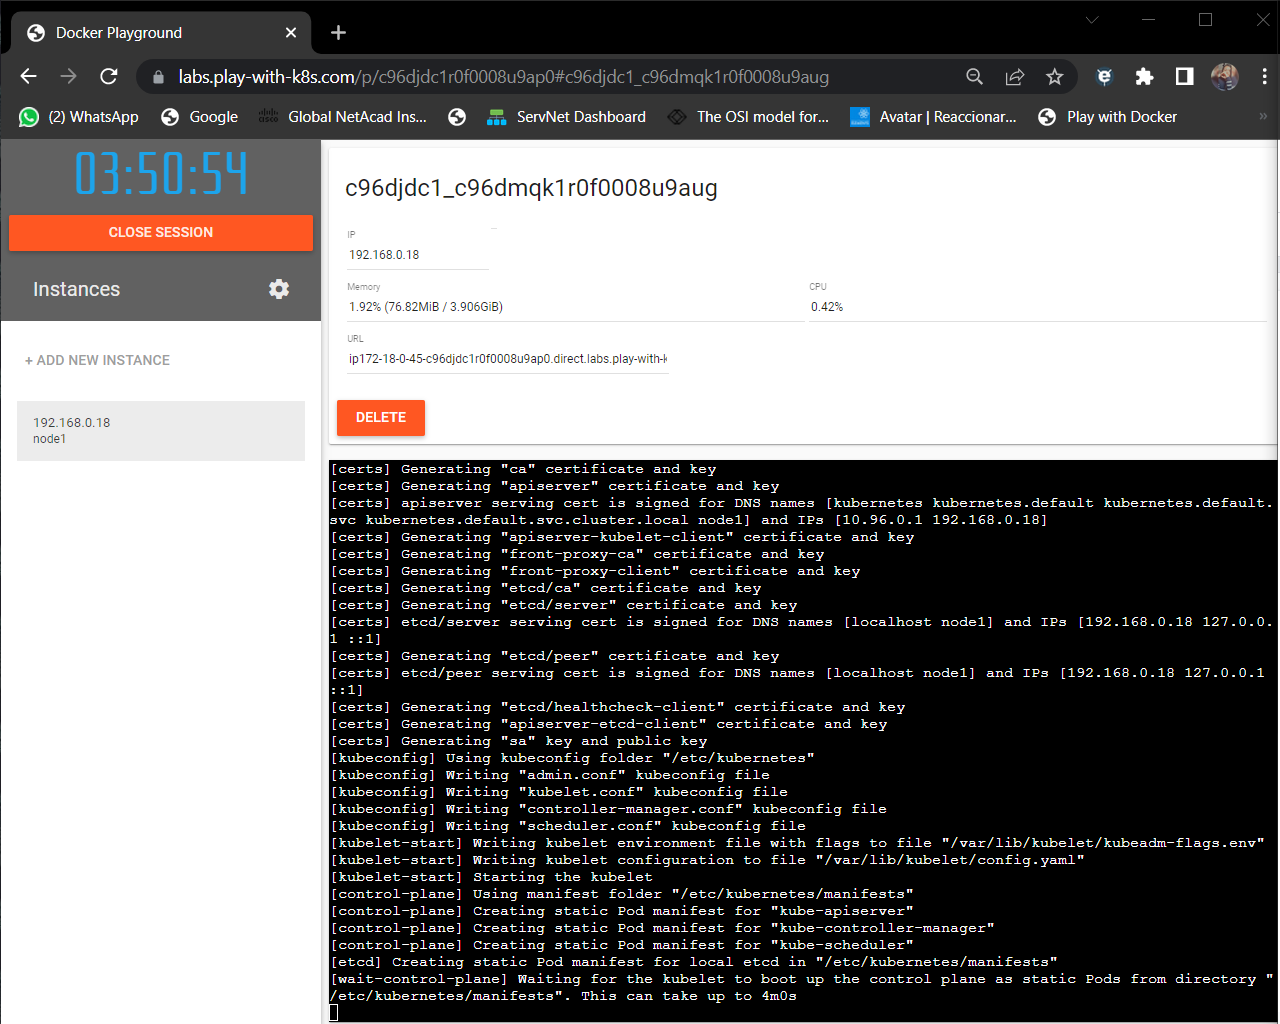 Docker Playground
labs.play-with-k8s.com/p/c96djdc1r0f0008u9ap0#c96djdc1_c96dmqk1r0f0008u9aug
(2) WhatsApp
Google
Global NetAcad Ins...
ServNet Dashboard
The OSI model for...
Avatar | Reaccionar...
Play with Docker
»
03:50:54
CLOSE SESSION
Instances
+ ADD NEW INSTANCE
192.168.0.18
node1
c96djdc1_c96dmqk1r0f0008u9aug
IP
192.168.0.18
Memory
1.92% (76.82MiB / 3.906GiB)
CPU
0.42%
URL
ip172-18-0-45-c96djdc1r0f0008u9ap0.direct.labs.play-with-k
DELETE
[certs] Generating "ca" certificate and key
[certs] Generating "apiserver" certificate and key
[certs] apiserver serving cert is signed for DNS names [kubernetes kubernetes.default kubernetes.default.
svc kubernetes.default.svc.cluster.local node1] and IPs [10.96.0.1 192.168.0.18]
[certs] Generating "apiserver-kubelet-client" certificate and key
[certs] Generating "front-proxy-ca" certificate and key
[certs] Generating "front-proxy-client" certificate and key
[certs] Generating "etcd/ca" certificate and key
[certs] Generating "etcd/server" certificate and key
[certs] etcd/server serving cert is signed for DNS names [localhost node1] and IPs [192.168.0.18 127.0.0.
1 ::1]
[certs] Generating "etcd/peer" certificate and key
[certs] etcd/peer serving cert is signed for DNS names [localhost node1] and IPs [192.168.0.18 127.0.0.1
::1]
[certs] Generating "etcd/healthcheck-client" certificate and key
[certs] Generating "apiserver-etcd-client" certificate and key
[certs] Generating "sa" key and public key
[kubeconfig] Using kubeconfig folder "/etc/kubernetes"
[kubeconfig] Writing "admin.conf" kubeconfig file
[kubeconfig] Writing "kubelet.conf" kubeconfig file
[kubeconfig] Writing "controller-manager.conf" kubeconfig file
[kubeconfig] Writing "scheduler.conf" kubeconfig file
[kubelet-start] Writing kubelet environment file with flags to file "/var/lib/kubelet/kubeadm-flags.env"
[kubelet-start] Writing kubelet configuration to file "/var/lib/kubelet/config.yaml"
[kubelet-start] Starting the kubelet
[control-plane] Using manifest folder "/etc/kubernetes/manifests"
[control-plane] Creating static Pod manifest for "kube-apiserver"
[control-plane] Creating static Pod manifest for "kube-controller-manager"
[control-plane] Creating static Pod manifest for "kube-scheduler"
[etcd] Creating static Pod manifest for local etcd in "/etc/kubernetes/manifests"
[wait-control-plane] Waiting for the kubelet to boot up the control plane as static Pods from directory "
/etc/kubernetes/manifests". This can take up to 4m0s